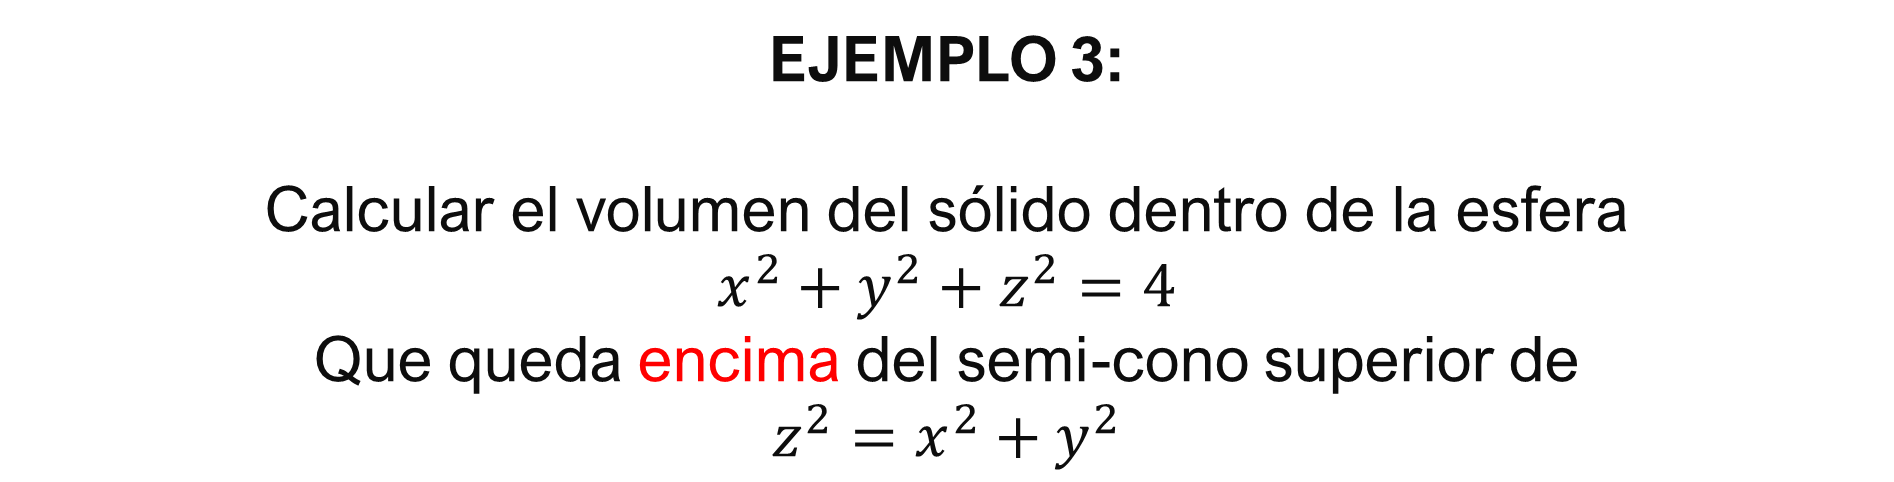 EJEMPLO 3:
Calcular el volumen del sólido dentro de la esfera
x² + y² + z² = 4
Que queda encima del semi-cono superior de
z² = x² + y²